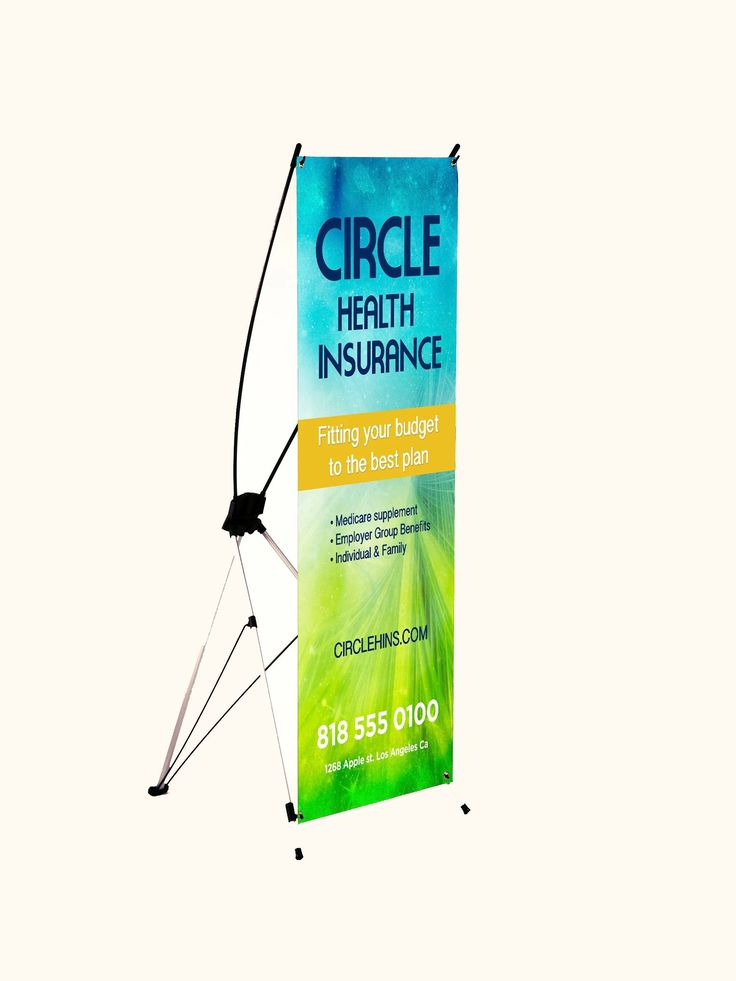 CIRCLE
HEALTH
INSURANCE
Fitting your budget
to the best plan
• Medicare supplement
• Employer Group Benefits
• Individual & Family
CIRCLEHINS.COM
818 555 0100
1268 Apple st. Los Angeles Ca